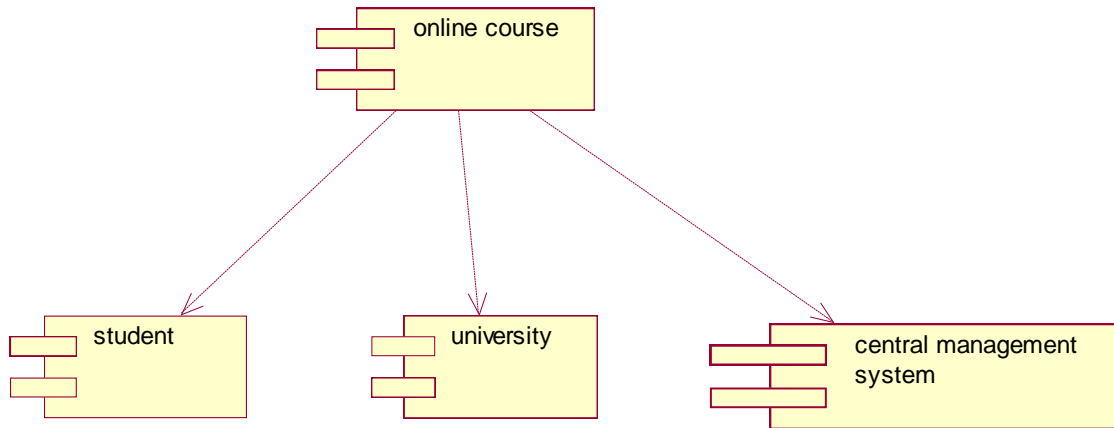 online course
student
university
central management
system